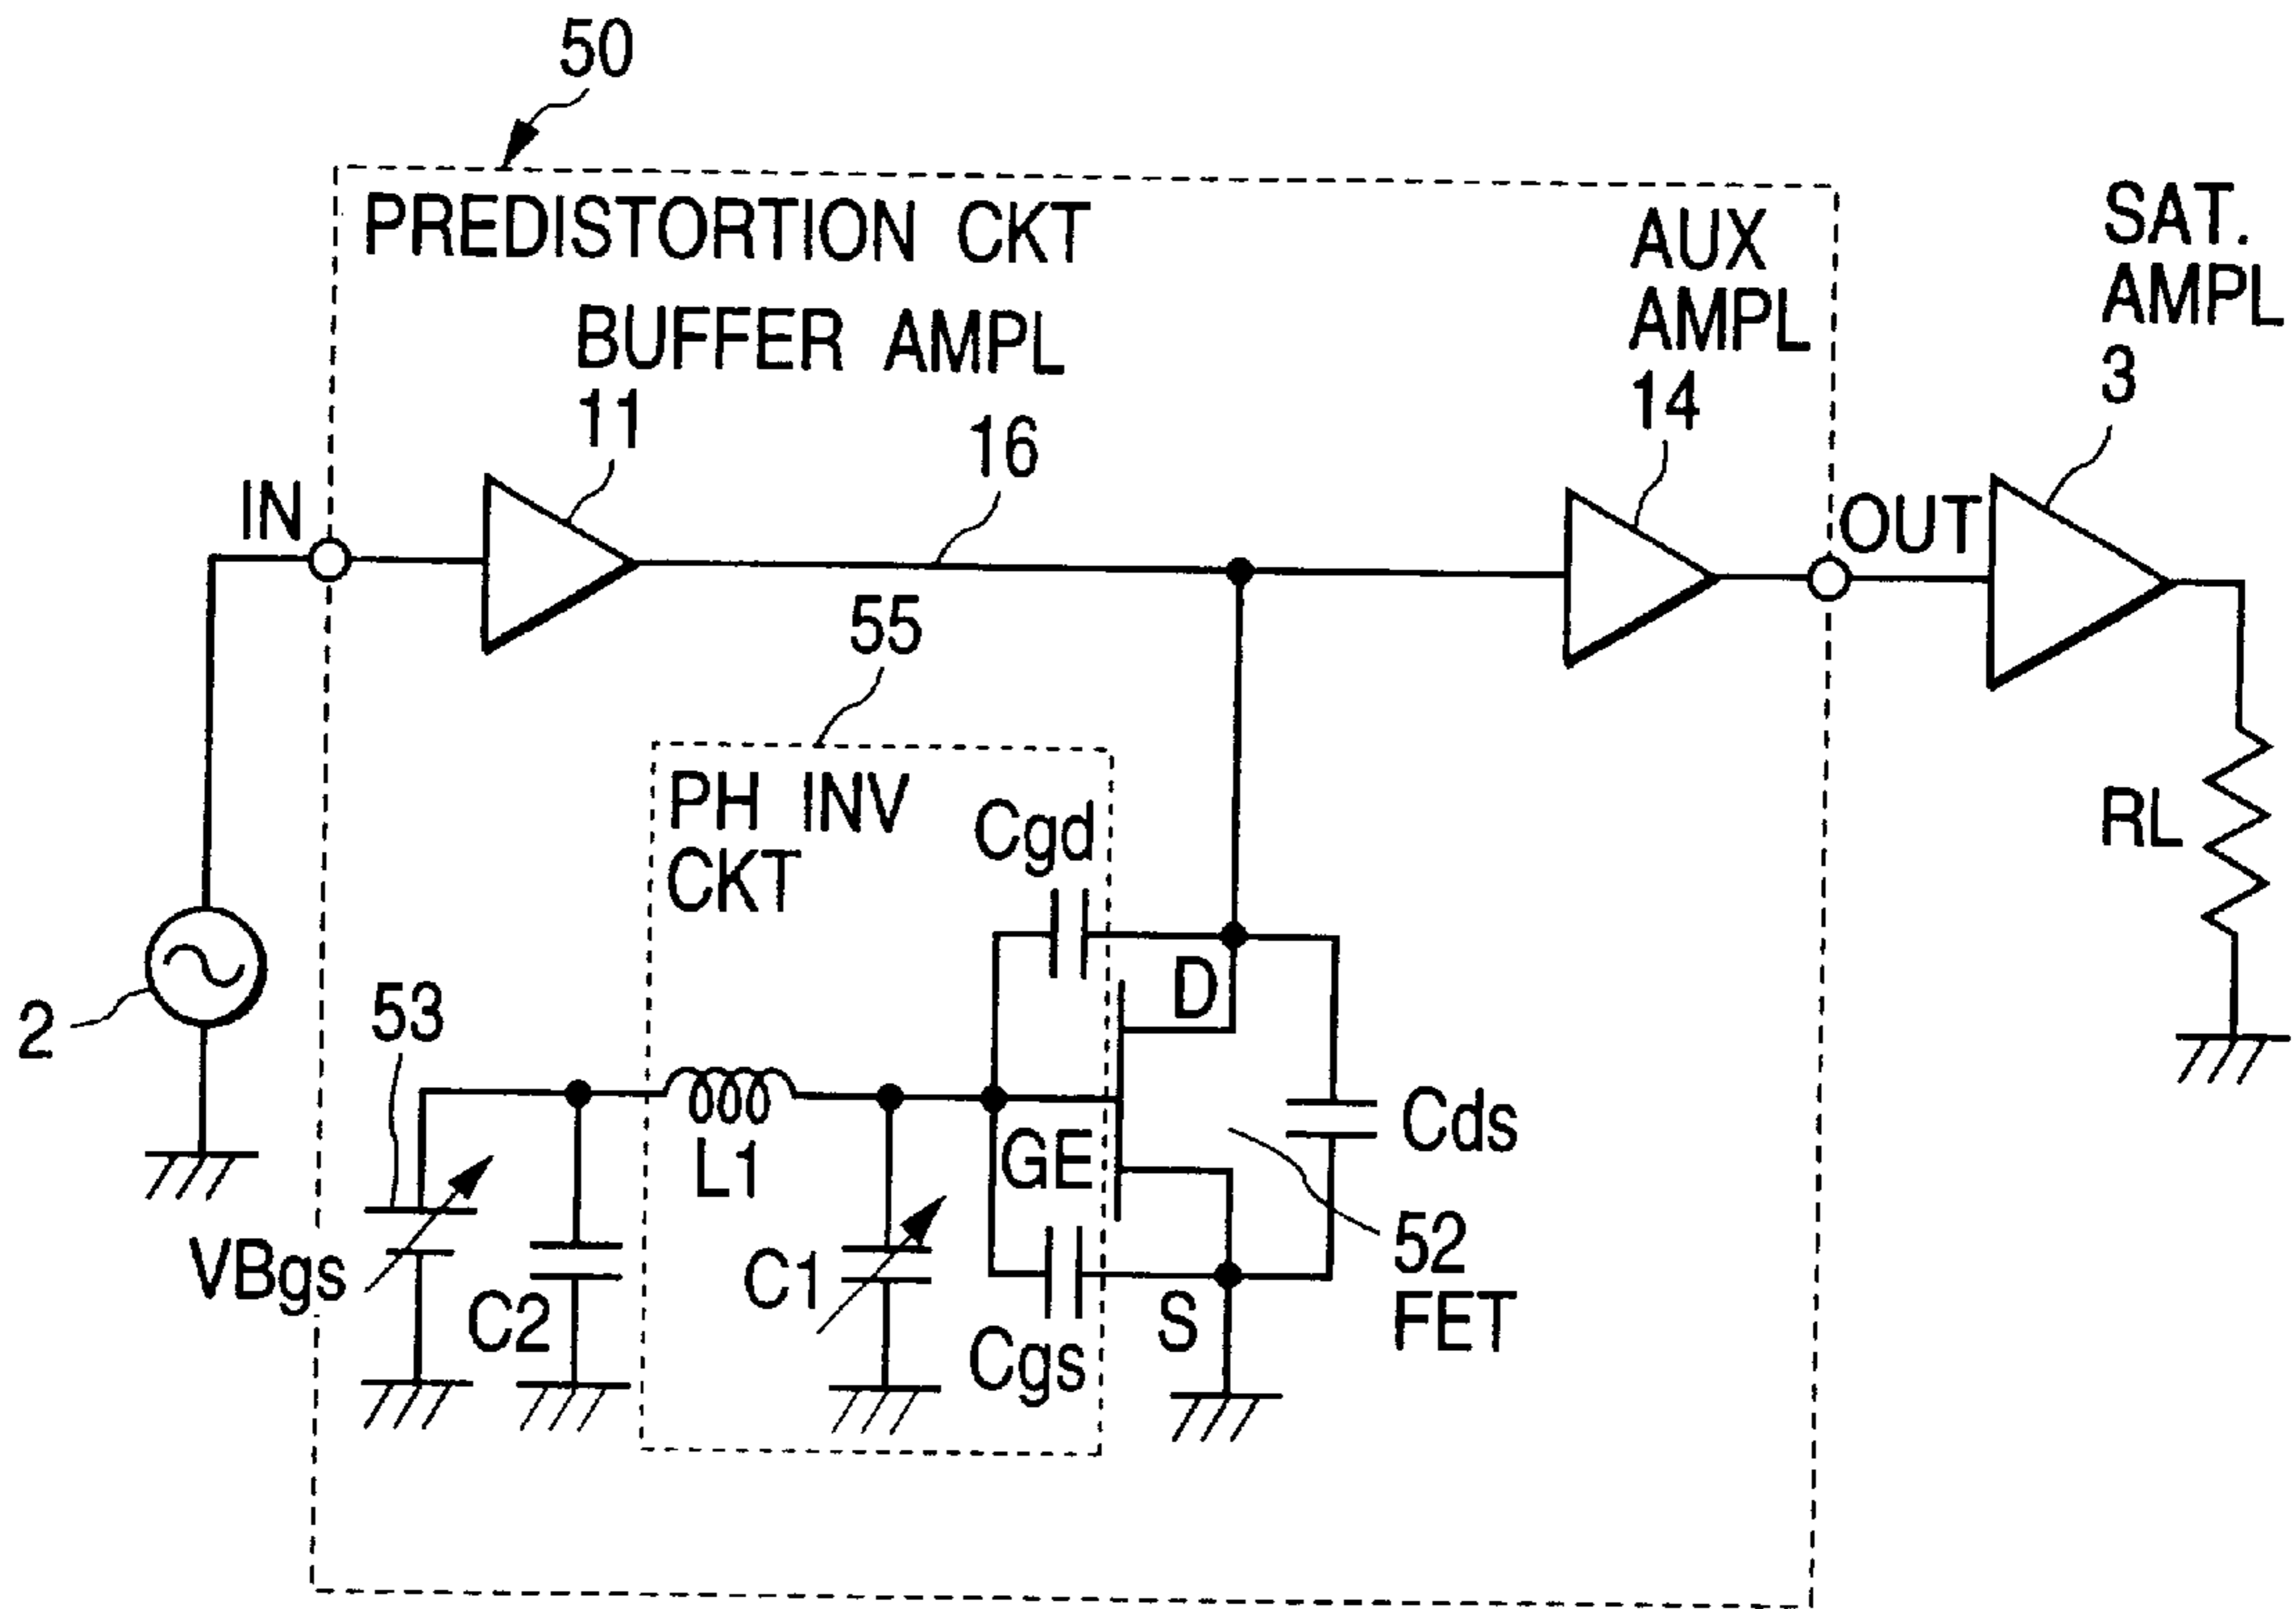 50
PREDISTORTION CKT
BUFFER AMPL
11
16
AUX
AMPL
14
SAT.
AMPL
3
IN
OUT
55
PH INV
CKT
Cgd
D
RL
2
53
L1
GE
Cds
VBgs
C2
C1
Cgs
S
52
FET